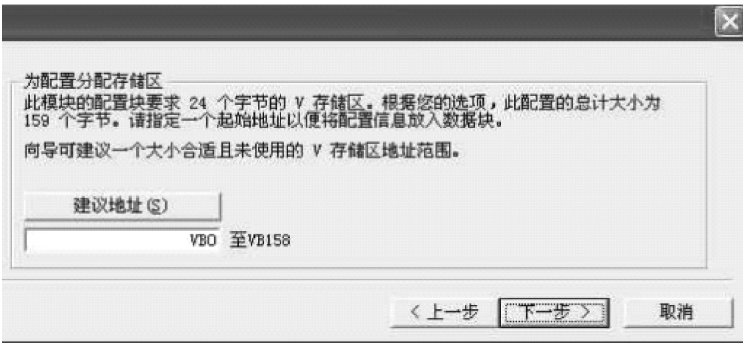 为配置分配存储区
此模块的配置块要求 24 个字节的 V 存储区。根据您的选项，此配置的总计大小为
159 个字节。请指定一个起始地址以便将配置信息放入数据块。
向导可建议一个大小合适且未使用的 V 存储区地址范围。
建议地址(S)
VB0 至VB158
<上一步 下一步> 取消